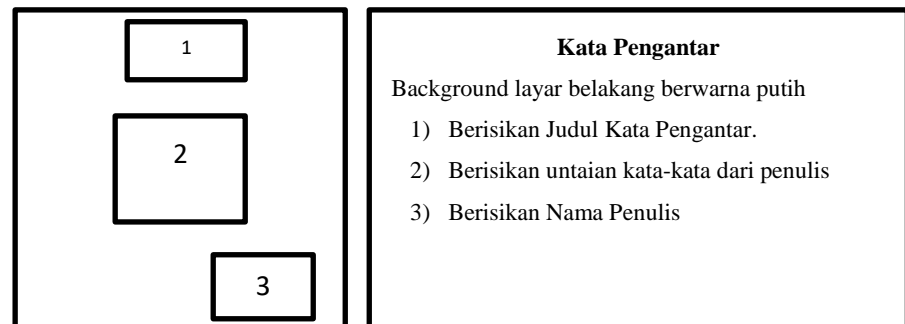 1
2
3
Kata Pengantar
Background layar belakang berwarna putih
1) Berisikan Judul Kata Pengantar.
2) Berisikan untaian kata-kata dari penulis
3) Berisikan Nama Penulis